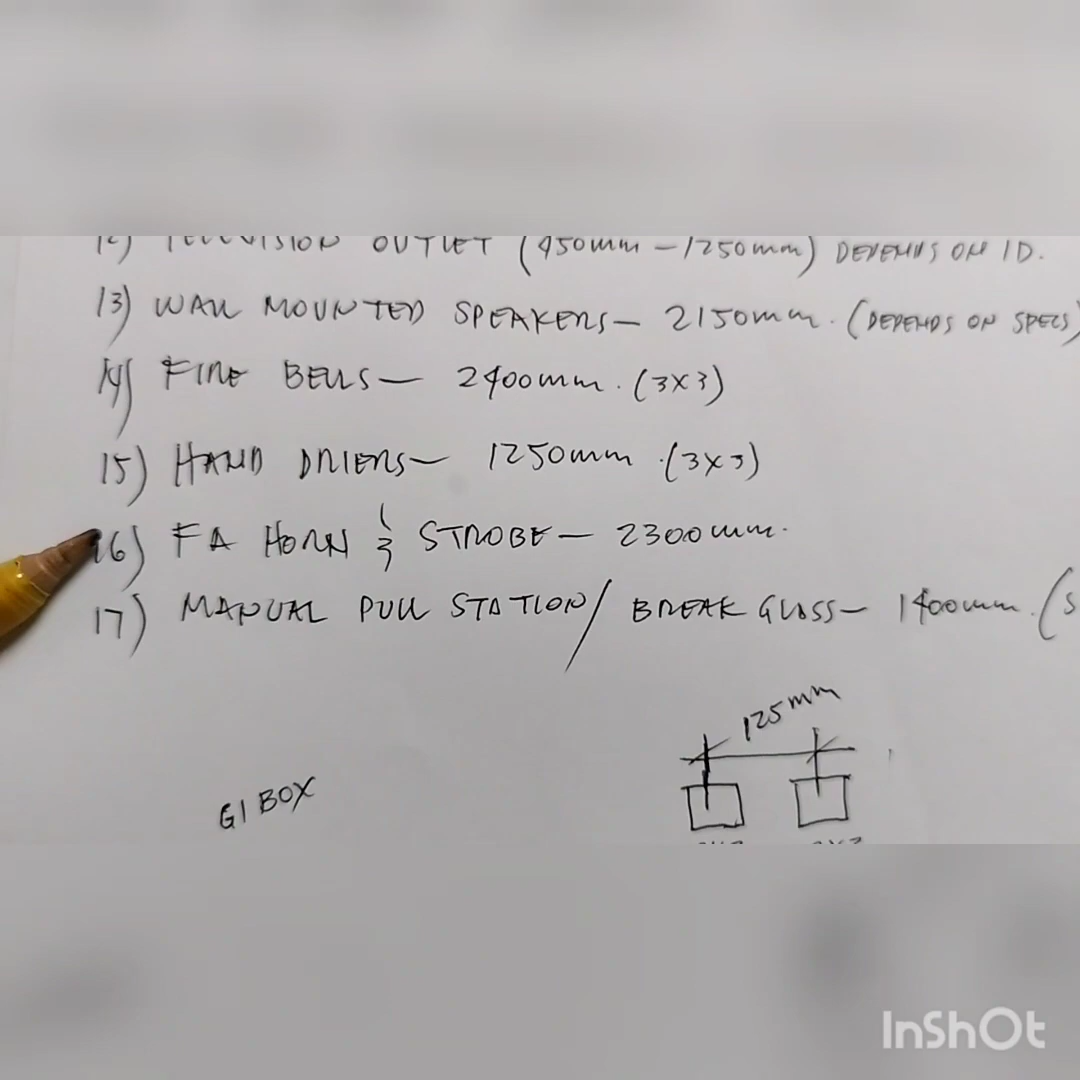 12) TELEVISION OUTLET (450mm – 1250mm) DEPENDS ON ID.
13) WALL MOUNTED SPEAKERS – 2150mm. (DEPENDS ON SPECS)
14) FIRE BELLS – 2400mm. (3x3)
15) HAND DRIERS – 1250mm. (3x3)
16) FA HORN & STROBE – 2300mm.
17) MANUAL PULL STATION / BREAK GLASS – 1400mm. (S
125mm
GI BOX
InShOt